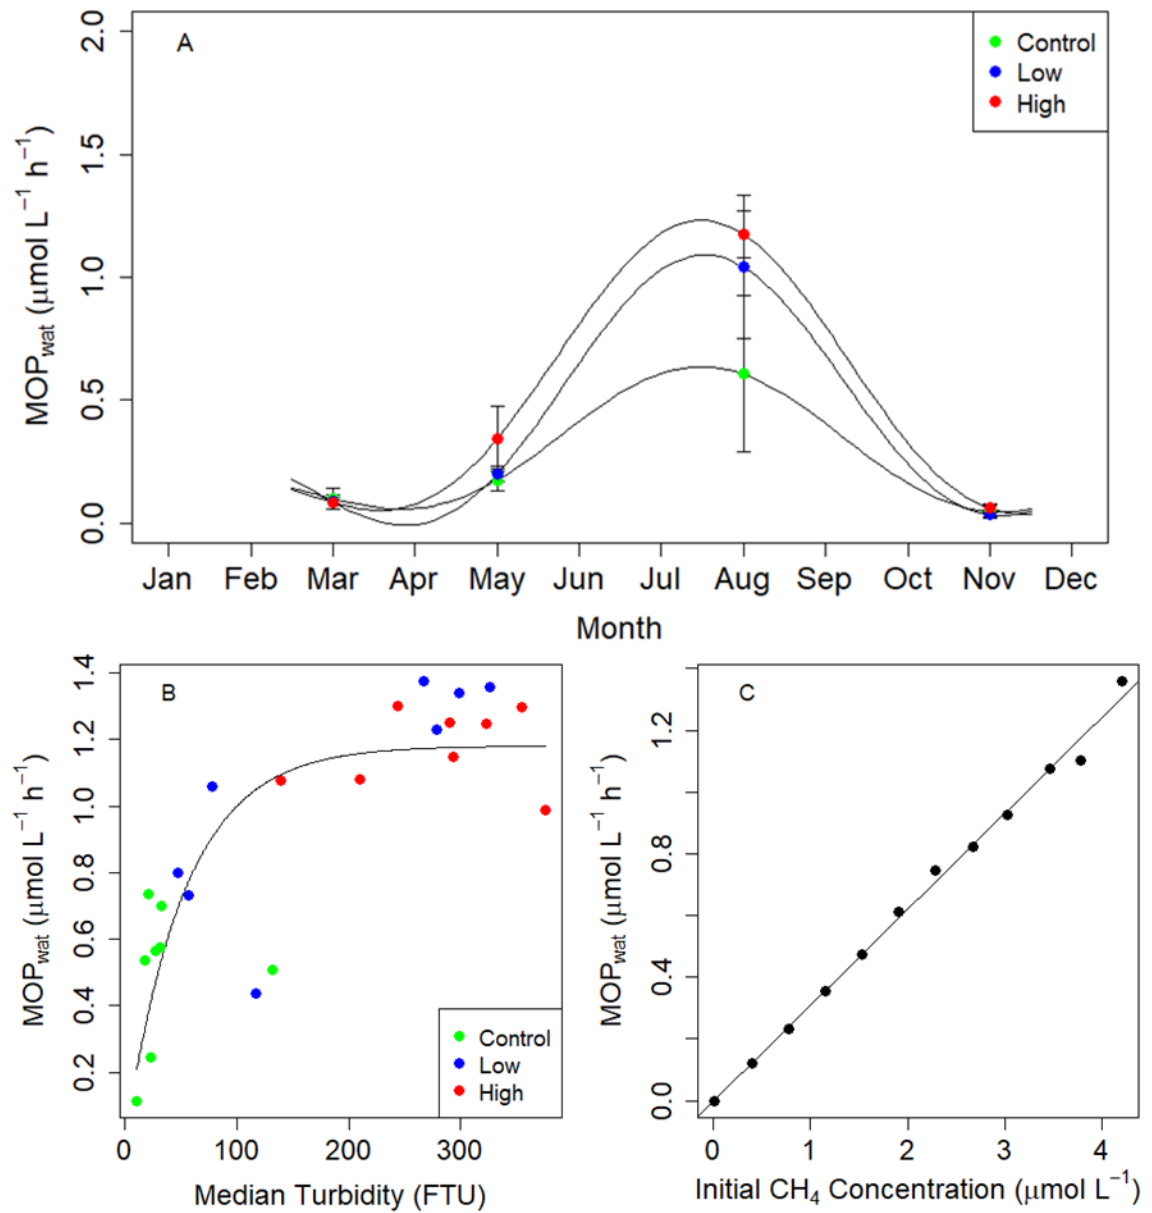 A
Control
Low
High
MOPwat (μmol L−1 h−1)
2.0
1.5
1.0
0.5
0.0
Jan Feb Mar Apr May Jun Jul Aug Sep Oct Nov Dec
Month
B
MOPwat (μmol L−1 h−1)
1.4
1.2
1.0
0.8
0.6
0.4
0.2
Control
Low
High
0 100 200 300
Median Turbidity (FTU)
C
MOPwat (μmol L−1 h−1)
1.2
0.8
0.4
0.0
0 1 2 3 4
Initial CH4 Concentration (μmol L−1)